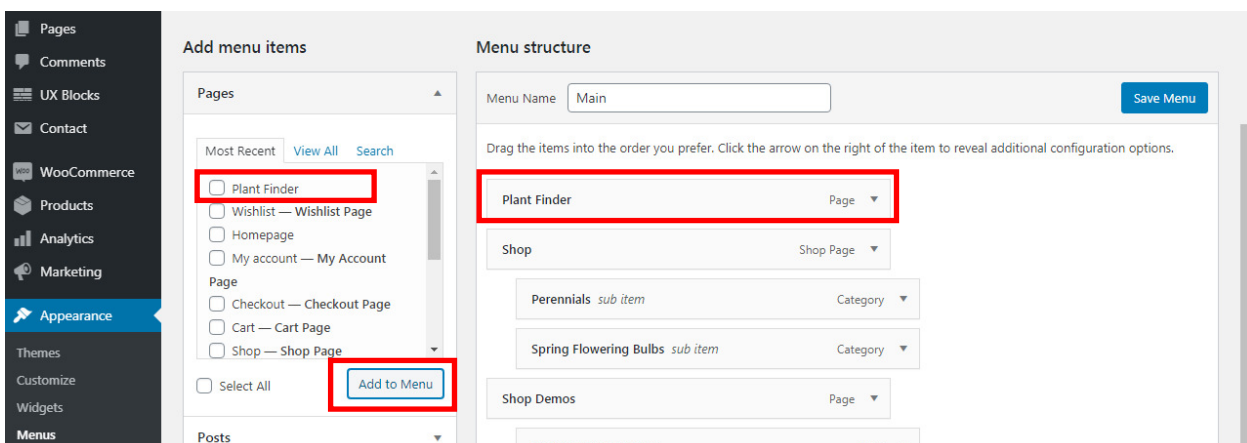 Pages
Comments
UX Blocks
Contact
WOO
WooCommerce
Products
Analytics
Marketing
Appearance
Themes
Customize
Widgets
Menus
Add menu items
Pages
Most Recent View All Search
Plant Finder
Wishlist — Wishlist Page
Homepage
My account — My Account
Page
Checkout — Checkout Page
Cart — Cart Page
Shop — Shop Page
Select All
Add to Menu
Posts
Menu structure
Menu Name Main
Save Menu
Drag the items into the order you prefer. Click the arrow on the right of the item to reveal additional configuration options.
Plant Finder Page
Shop Shop Page
Perennials sub item Category
Spring Flowering Bulbs sub item Category
Shop Demos Page